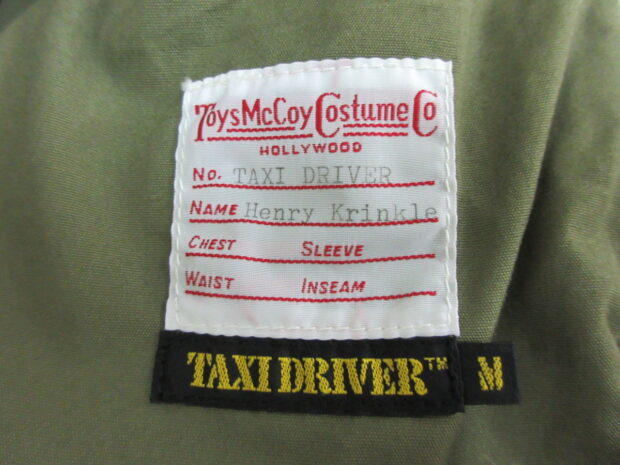 ToysMcCoy Costume Co
HOLLYWOOD
No. TAXI DRIVER
NAME Henry Krinkle
CHEST SLEEVE
WAIST INSEAM
TAXI DRIVER™ M